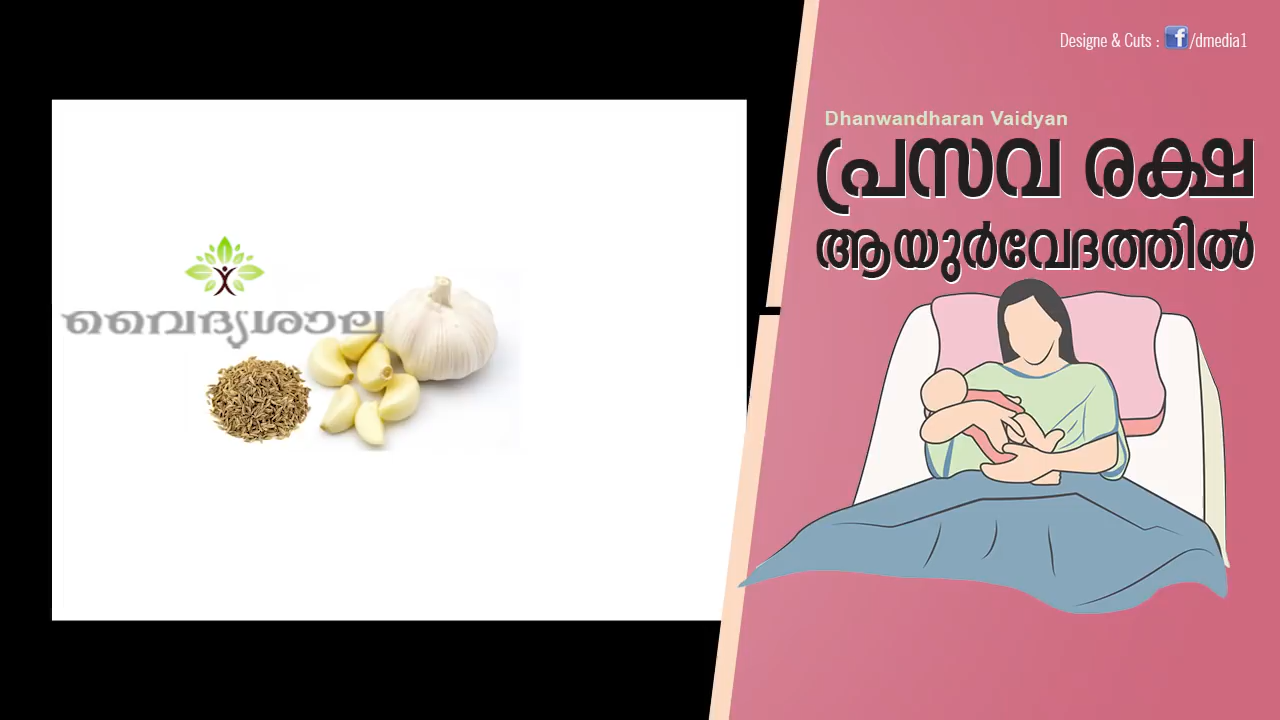 Designe & Cuts : f/dmedia1
Dhanwandharan Vaidyan
പ്രസവ രക്ഷ
ആയുർവേദത്തിൽ
വൈദ്യശാല